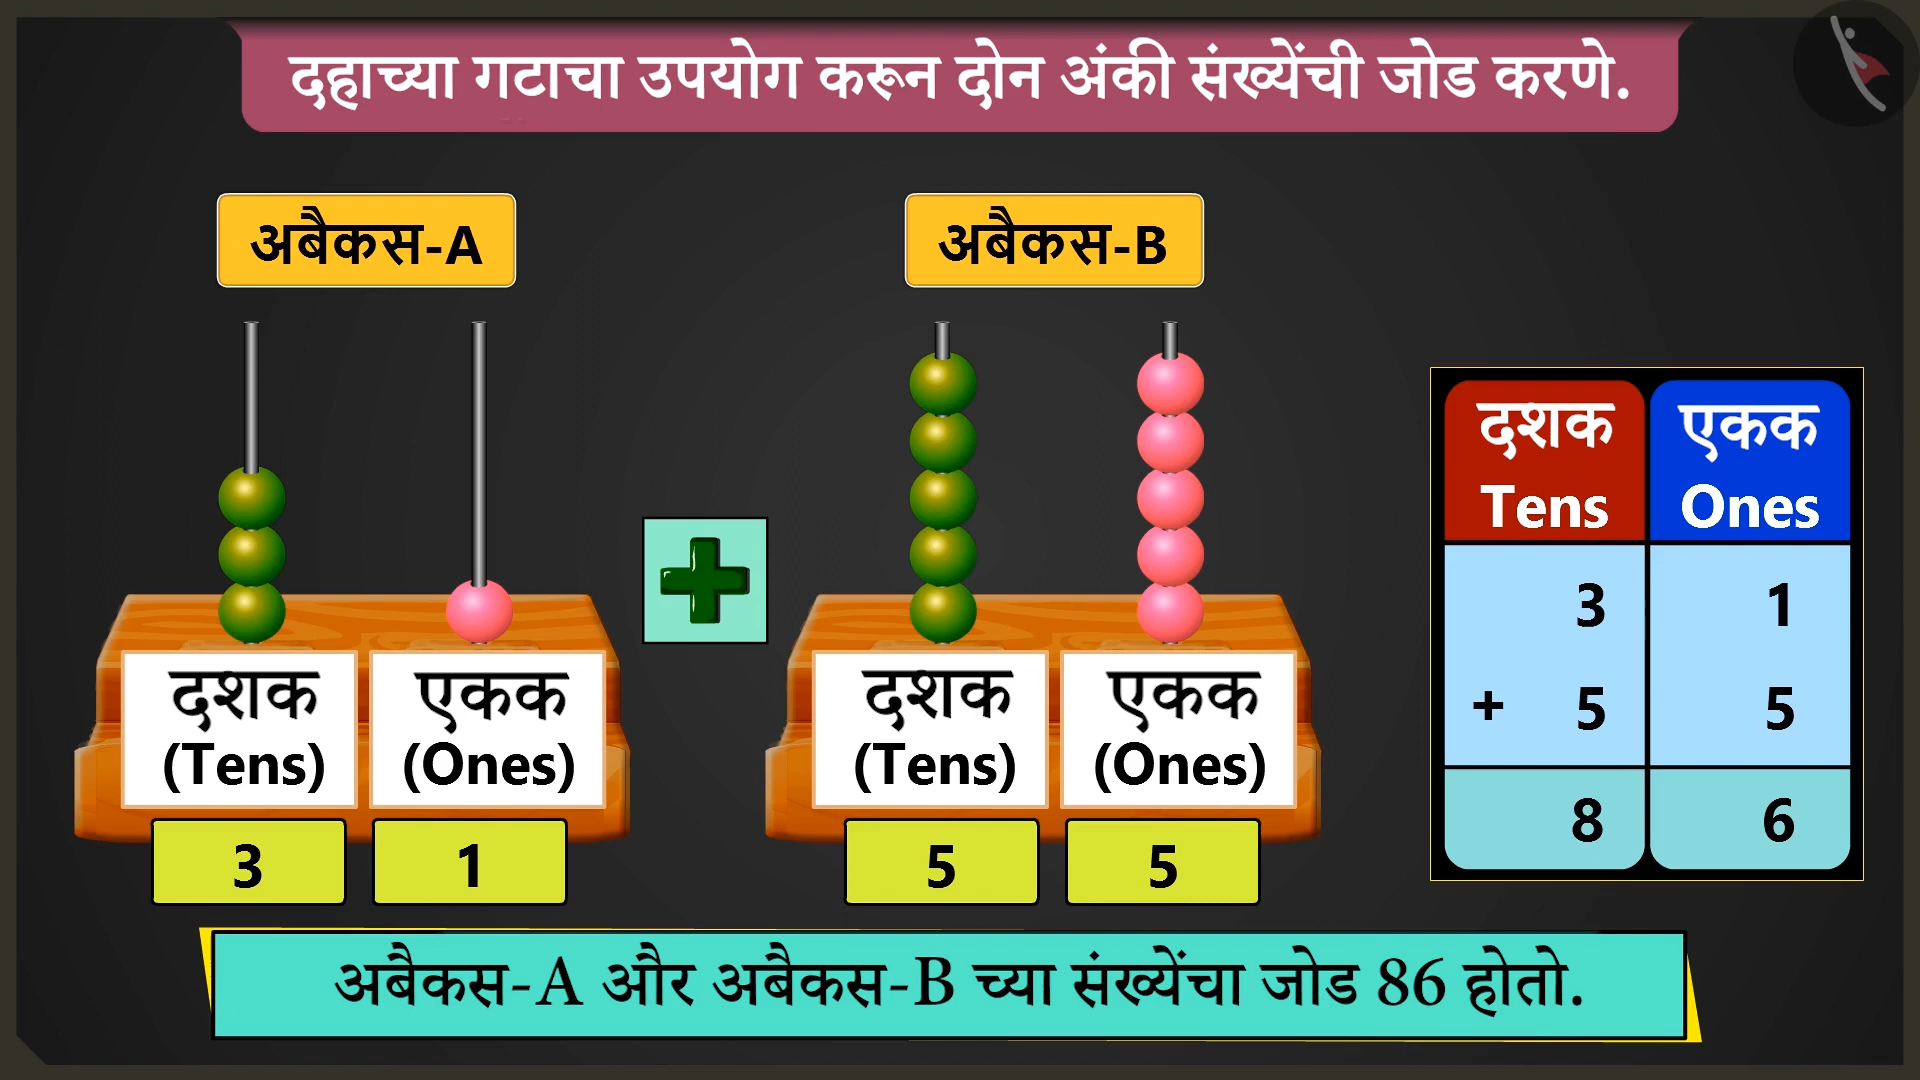 दहाच्या गटाचा उपयोग करून दोन अंकी संख्येंची जोड करणे.
अबैकस-A
अबैकस-B
दशक
(Tens)
एकक
(Ones)
3
1
+
दशक
(Tens)
एकक
(Ones)
5
5
दशक एकक
Tens Ones
3 1
+ 5 5
8 6
अबैकस-A और अबैकस-B च्या संख्येंचा जोड 86 होतो.